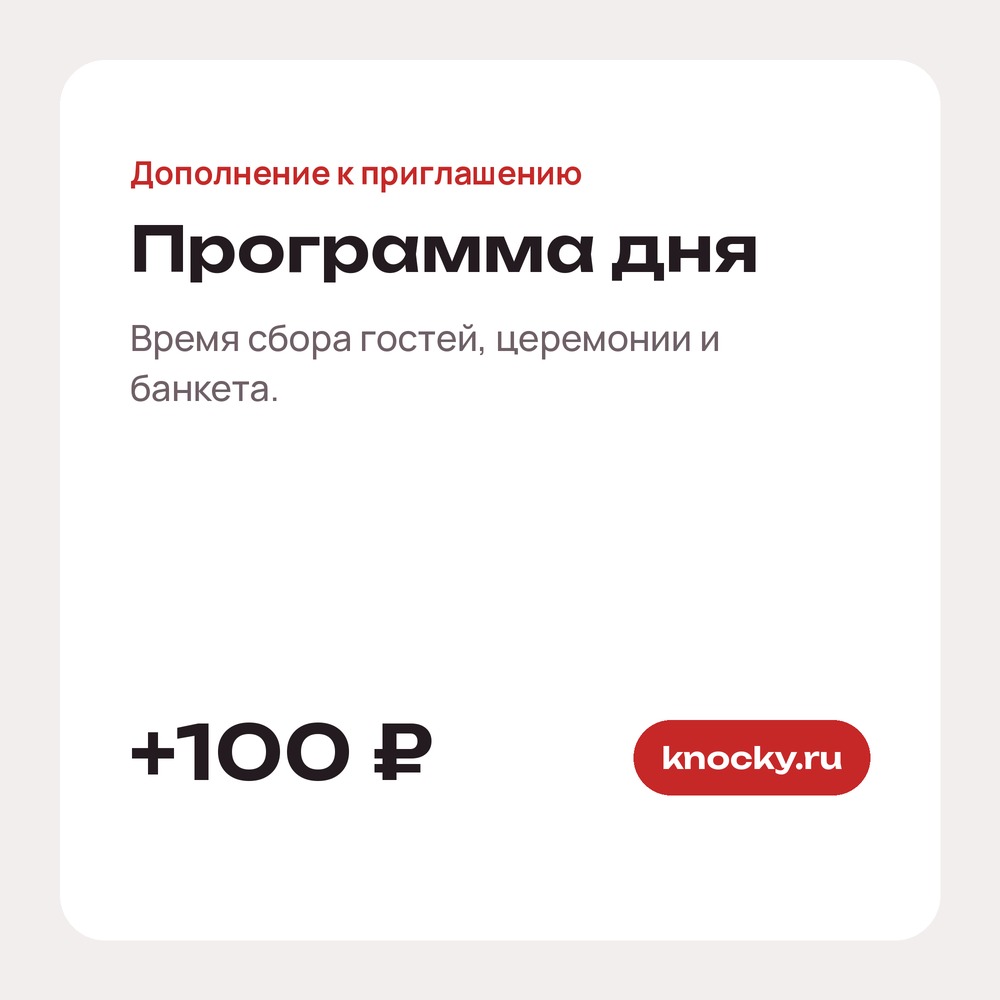 Дополнение к приглашению
Программа дня
Время сбора гостей, церемонии и
банкета.
+100 ₽
knocky.ru